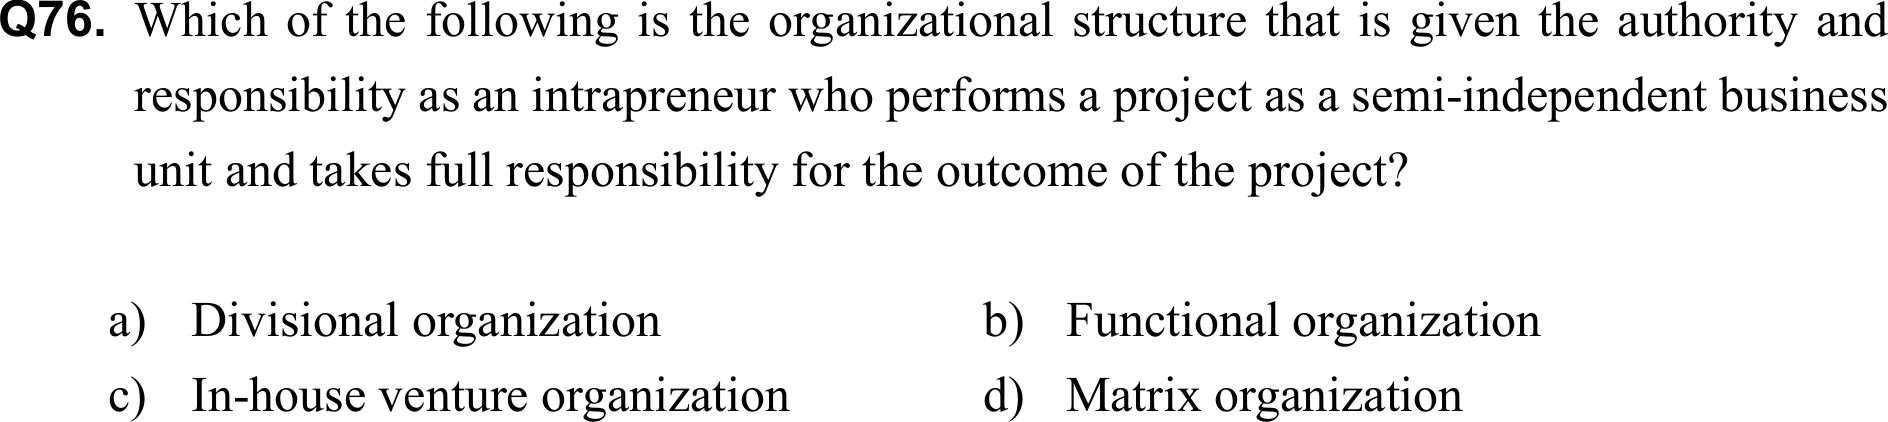 Q76. Which of the following is the organizational structure that is given the authority and
responsibility as an intrapreneur who performs a project as a semi-independent business
unit and takes full responsibility for the outcome of the project?
a) Divisional organization b) Functional organization
c) In-house venture organization d) Matrix organization